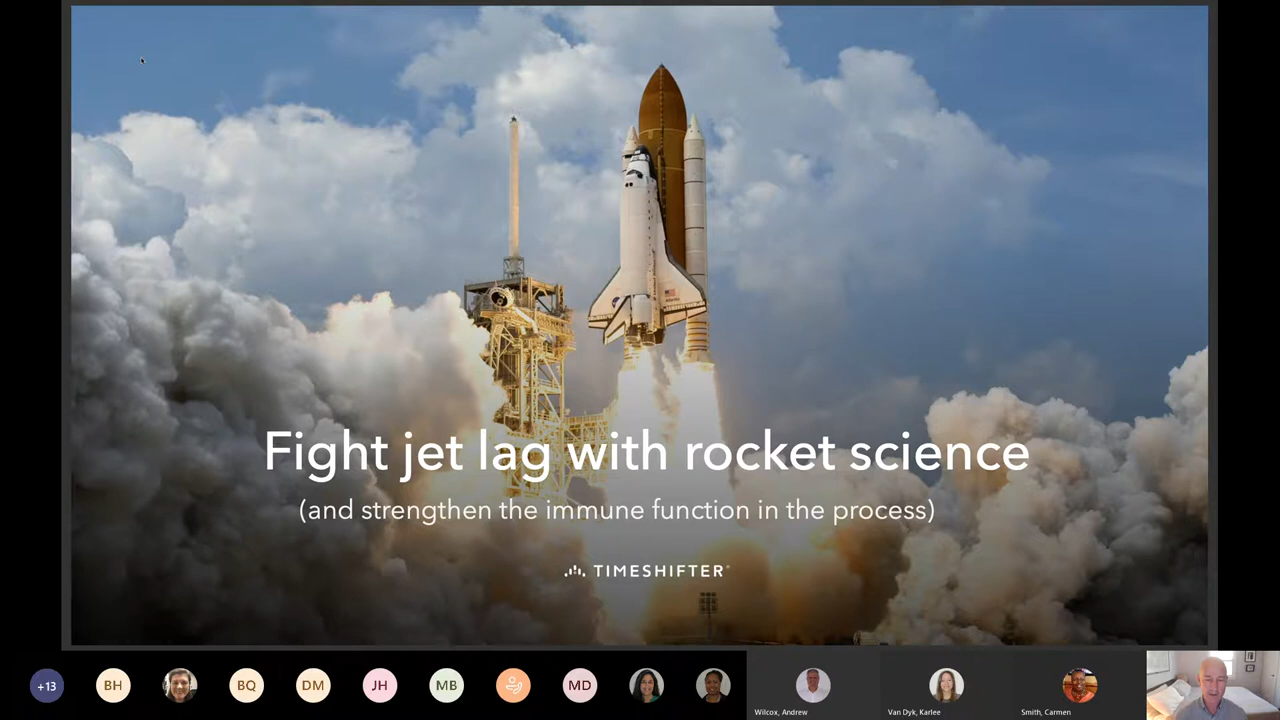 Fight jet lag with rocket science
(and strengthen the immune function in the process)
TIMESHIFTER
+13
BH
BQ
DM
JH
MB
MD
Wilcox, Andrew
Van Dyk, Karlee
Smith, Carmen